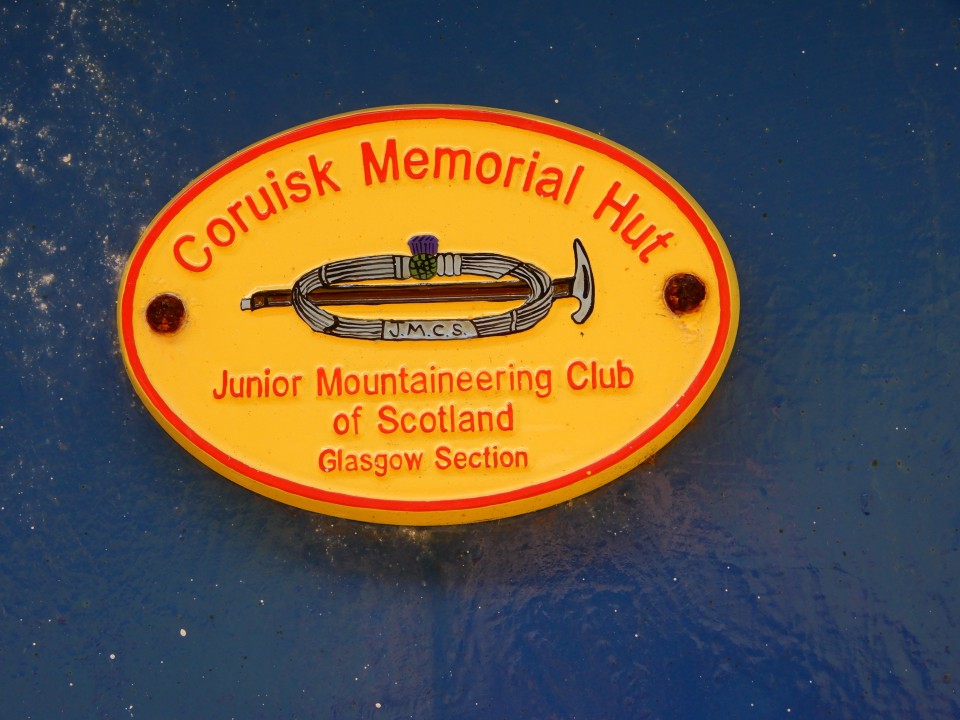 Coruisk Memorial Hut
J.M.C.S.
Junior Mountaineering Club
of Scotland
Glasgow Section